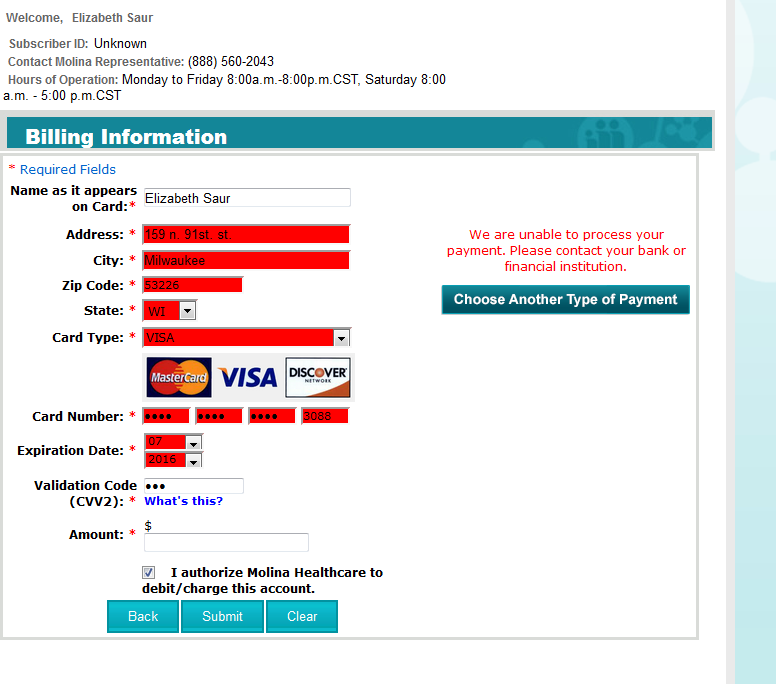 Welcome, Elizabeth Saur
Subscriber ID: Unknown
Contact Molina Representative: (888) 560-2043
Hours of Operation: Monday to Friday 8:00a.m.-8:00p.m.CST, Saturday 8:00
a.m. - 5:00 p.m.CST
Billing Information
* Required Fields
Name as it appears
on Card:* Elizabeth Saur
Address: * 159 n. 91st. st.
City: * Milwaukee
Zip Code: * 53226
State: * WI
Card Type: * VISA
We are unable to process your
payment. Please contact your bank or
financial institution.
Choose Another Type of Payment
MasterCard VISA DISCOVER
NETWORK
Card Number: * •••• •••• •••• 3088
Expiration Date: * 07
2016
Validation Code
(CVV2): * •••
What's this?
Amount: * $
I authorize Molina Healthcare to
debit/charge this account.
Back Submit Clear